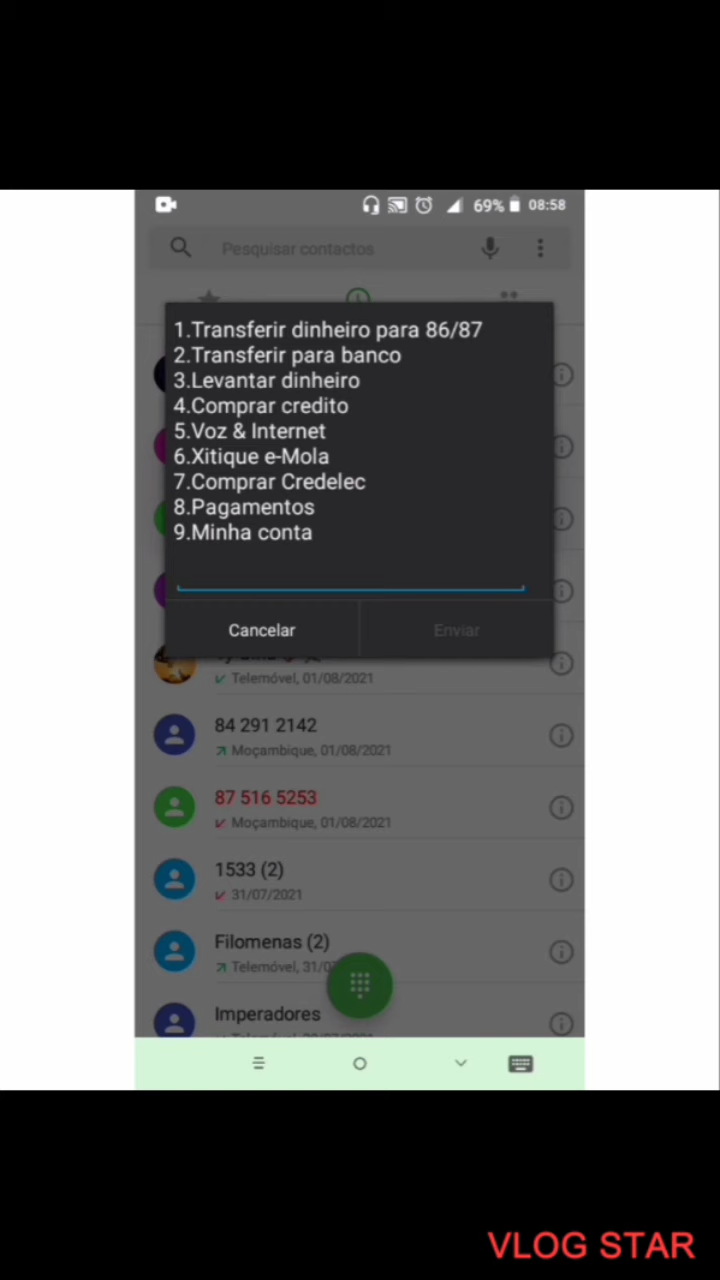 69% 08:58
Pesquisar contactos
1.Transferir dinheiro para 86/87
2.Transferir para banco
3.Levantar dinheiro
4.Comprar credito
5.Voz & Internet
6.Xitique e-Mola
7.Comprar Credelec
8.Pagamentos
9.Minha conta
Cancelar Enviar
Telemóvel, 01/08/2021
84 291 2142
Moçambique, 01/08/2021
87 516 5253
Moçambique, 01/08/2021
1533 (2)
31/07/2021
Filomenas (2)
Telemóvel, 31/07
Imperadores
VLOG STAR